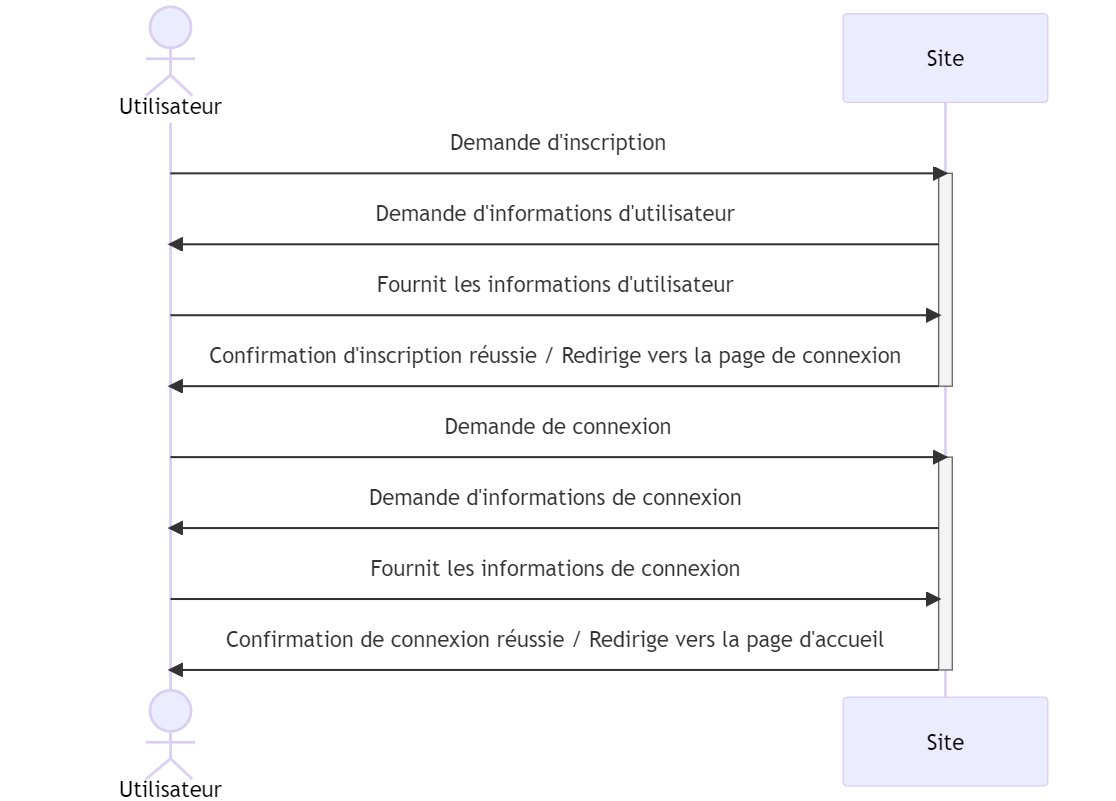 Utilisateur
Site
Demande d'inscription
Demande d'informations d'utilisateur
Fournit les informations d'utilisateur
Confirmation d'inscription réussie / Redirige vers la page de connexion
Demande de connexion
Demande d'informations de connexion
Fournit les informations de connexion
Confirmation de connexion réussie / Redirige vers la page d'accueil
Utilisateur
Site